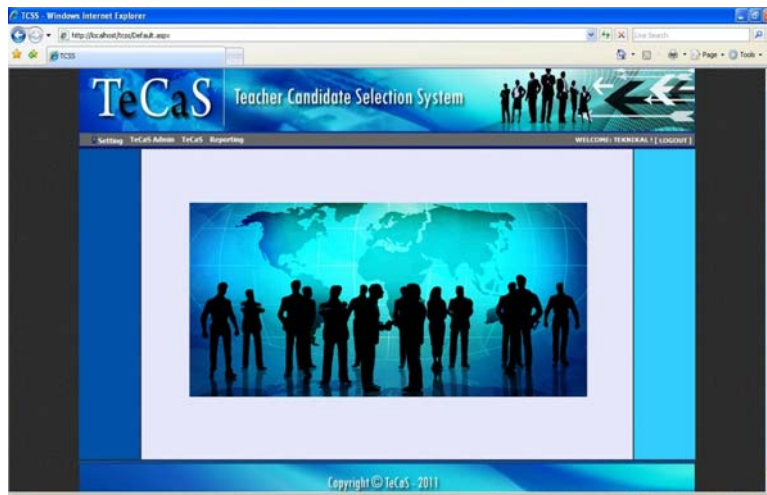 TCSS - Windows Internet Explorer
http://localhost/tcss/Default.aspx
Live Search
TCSS
Page
Tools
TeCaS Teacher Candidate Selection System
Setting TeCaS Admin TeCaS Reporting
WELCOME: TEKNIKAL ! [ LOGOUT ]
Copyright © TeCaS - 2011